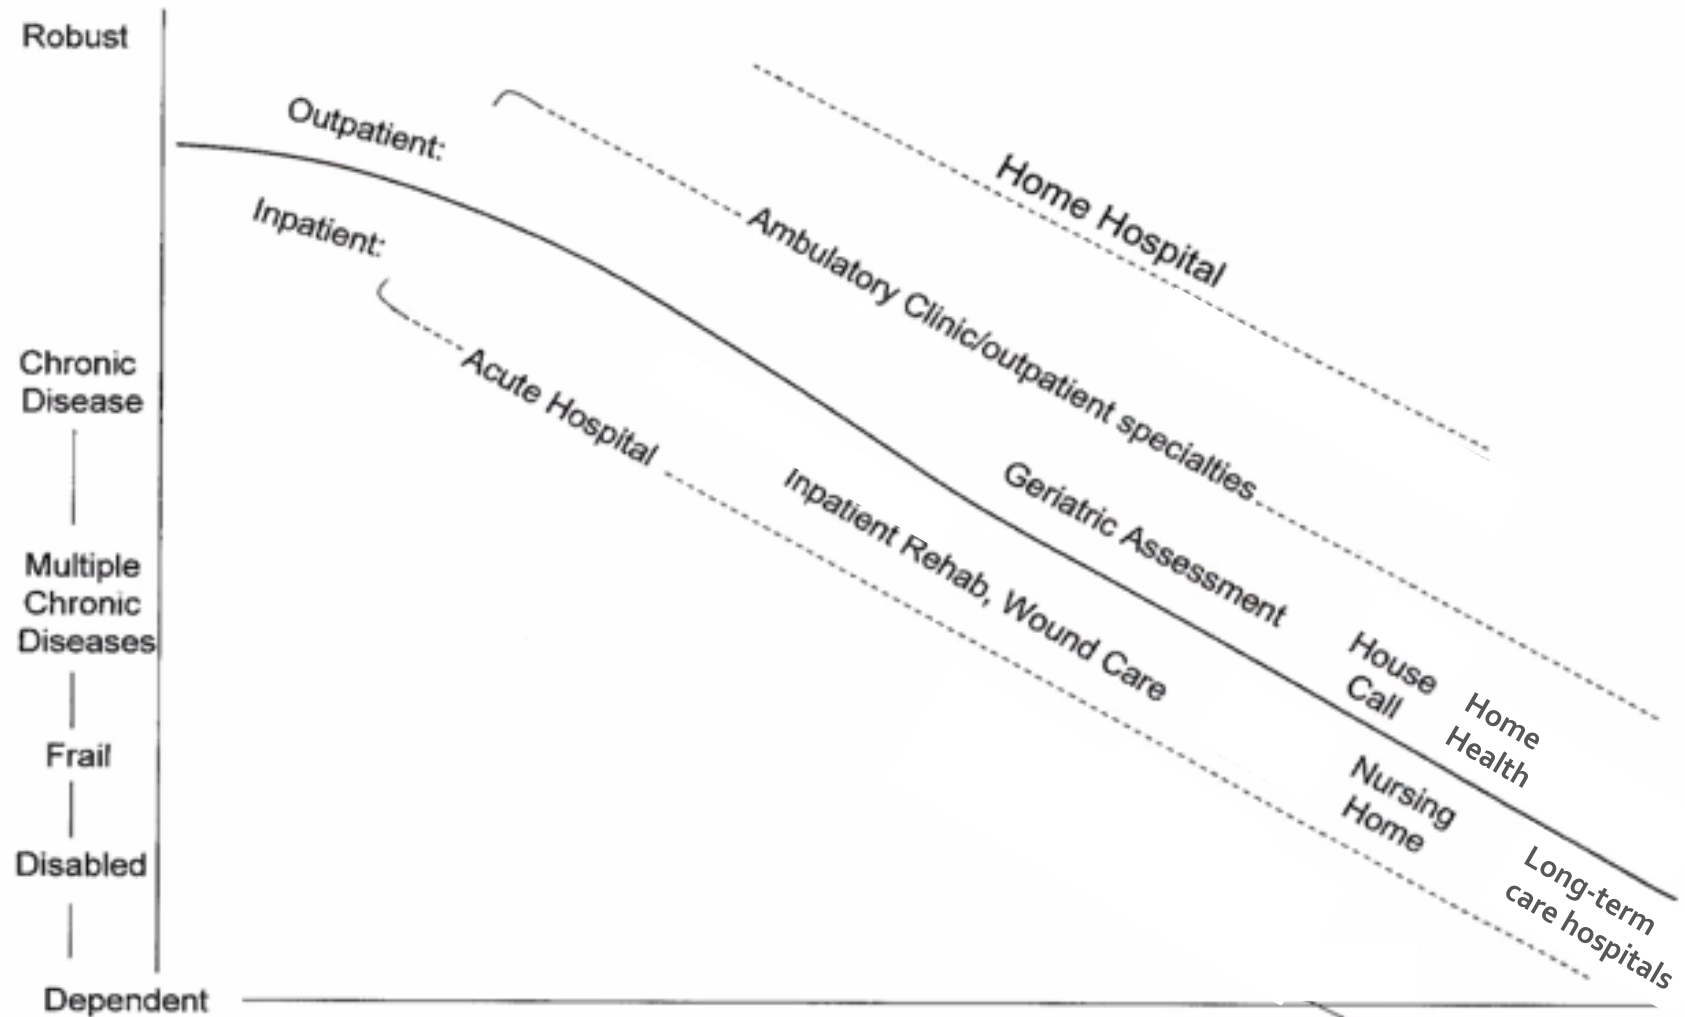 Robust
Outpatient:
Home Hospital
Inpatient:
Ambulatory Clinic/outpatient specialties
Chronic
Disease
Acute Hospital
Geriatric Assessment
Inpatient Rehab, Wound Care
Multiple
Chronic
Diseases
House
Call
Home
Health
Frail
Nursing
Home
Disabled
Long-term
care hospitals
Dependent